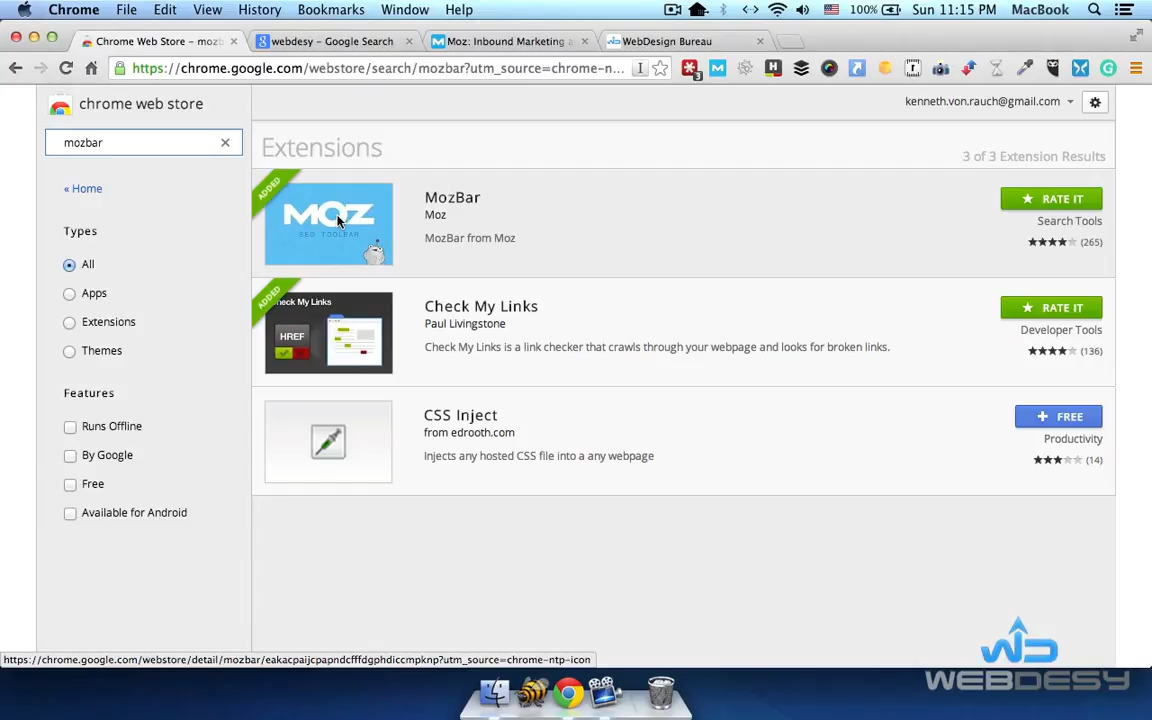 Chrome File Edit View History Bookmarks Window Help 100% Sun 11:15 PM MacBook
Chrome Web Store – moz
webdesy – Google Search
Moz: Inbound Marketing a
WebDesign Bureau
https://chrome.google.com/webstore/search/mozbar?utm_source=chrome-n...
3
chrome web store
kenneth.von.rauch@gmail.com
mozbar
Extensions
3 of 3 Extension Results
« Home
Types
All
Apps
Extensions
Themes
Features
Runs Offline
By Google
Free
Available for Android
ADDED
MOZ
SEO TOOLBAR
MozBar
Moz
MozBar from Moz
RATE IT
Search Tools
(265)
ADDED
heck My Links
HREF
Check My Links
Paul Livingstone
Check My Links is a link checker that crawls through your webpage and looks for broken links.
RATE IT
Developer Tools
(136)
CSS Inject
from edrooth.com
Injects any hosted CSS file into a any webpage
+ FREE
Productivity
(14)
https://chrome.google.com/webstore/detail/mozbar/eakacpaijcpapndcfffdgphdiccmpknp?utm_source=chrome-ntp-icon
WEBDESY